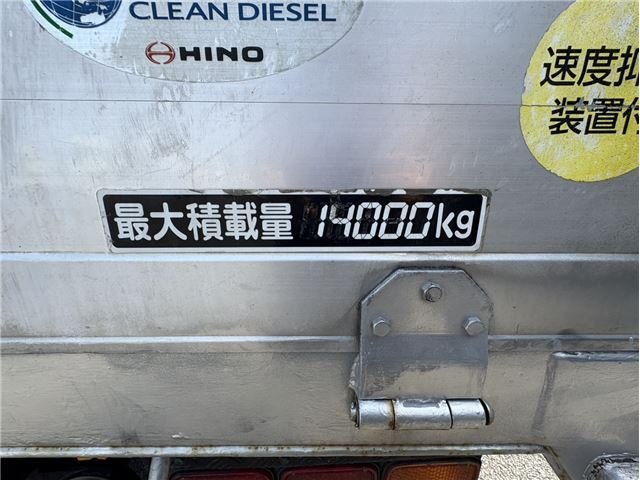 CLEAN DIESEL
HINO
速度抑
装置付
最大積載量 14000kg